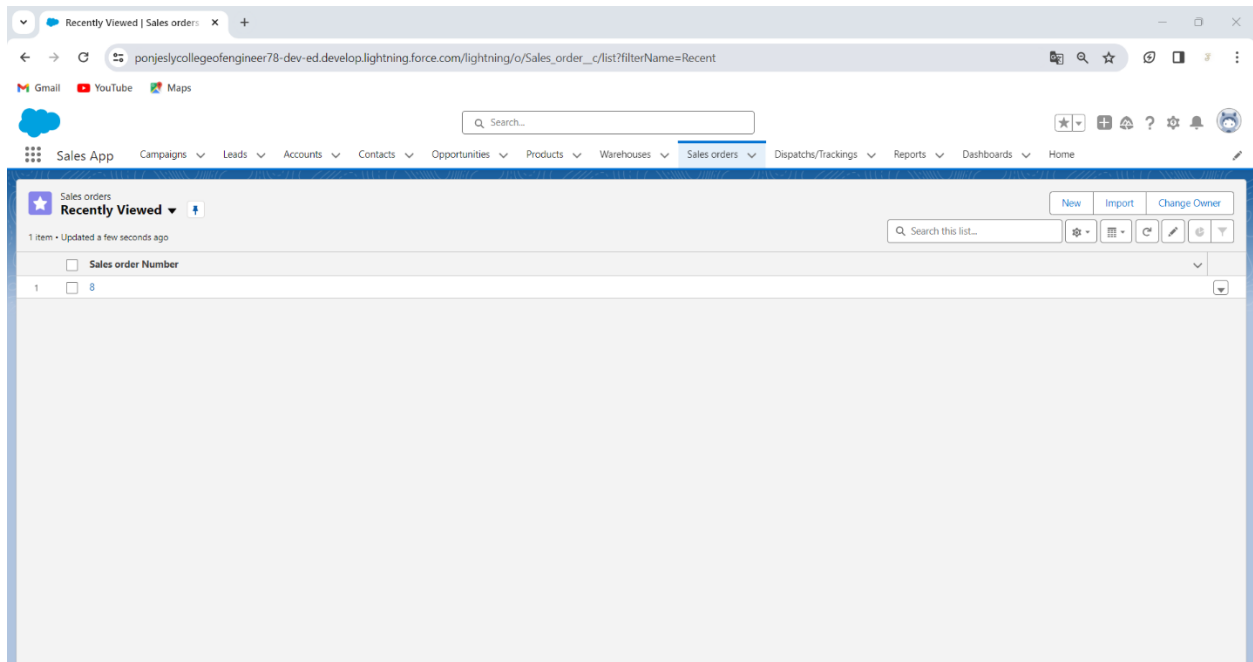 Recently Viewed | Sales orders
ponjeslycollegeofengineer78-dev-ed.develop.lightning.force.com/lightning/o/Sales_order__c/list?filterName=Recent
Gmail YouTube Maps
Search...
Sales App Campaigns Leads Accounts Contacts Opportunities Products Warehouses Sales orders Dispatchs/Trackings Reports Dashboards Home
Sales orders
Recently Viewed
New Import Change Owner
1 item • Updated a few seconds ago
Search this list...
Sales order Number
1 8